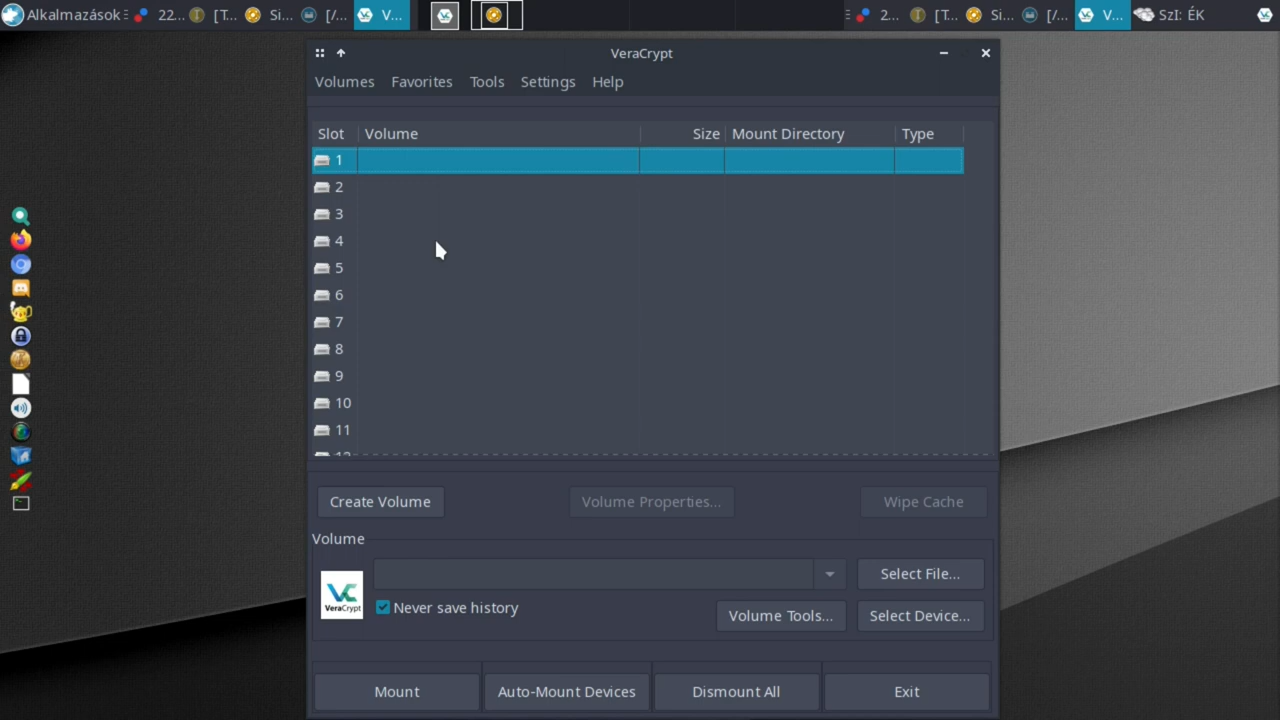 Alkalmazások 22... [T... Si... [/... V... 2... [T... Si... [/... V... SzI: ÉK
VeraCrypt
Volumes Favorites Tools Settings Help
Slot Volume Size Mount Directory Type
1
2
3
4
5
6
7
8
9
10
11
12
Create Volume Volume Properties... Wipe Cache
Volume
Select File...
VeraCrypt
Never save history
Volume Tools... Select Device...
Mount Auto-Mount Devices Dismount All Exit